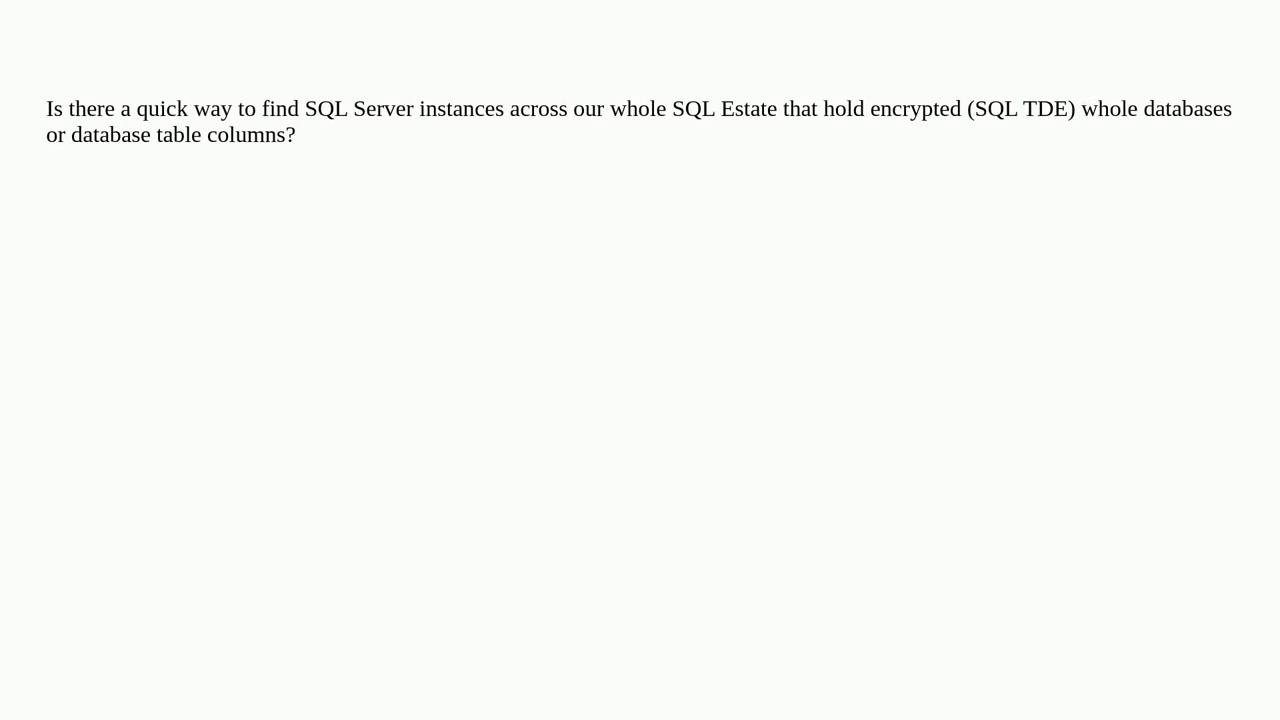 Is there a quick way to find SQL Server instances across our whole SQL Estate that hold encrypted (SQL TDE) whole databases
or database table columns?